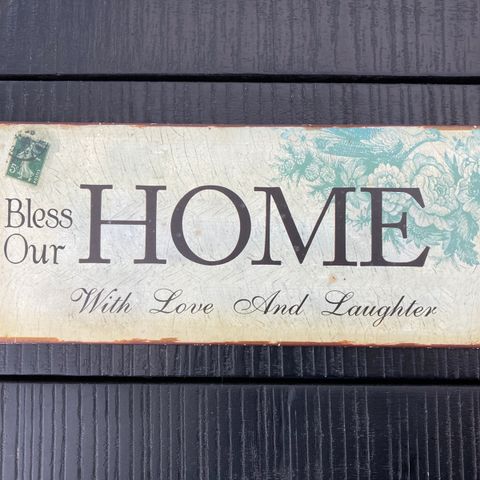 Bless
Our
HOME
With Love And Laughter